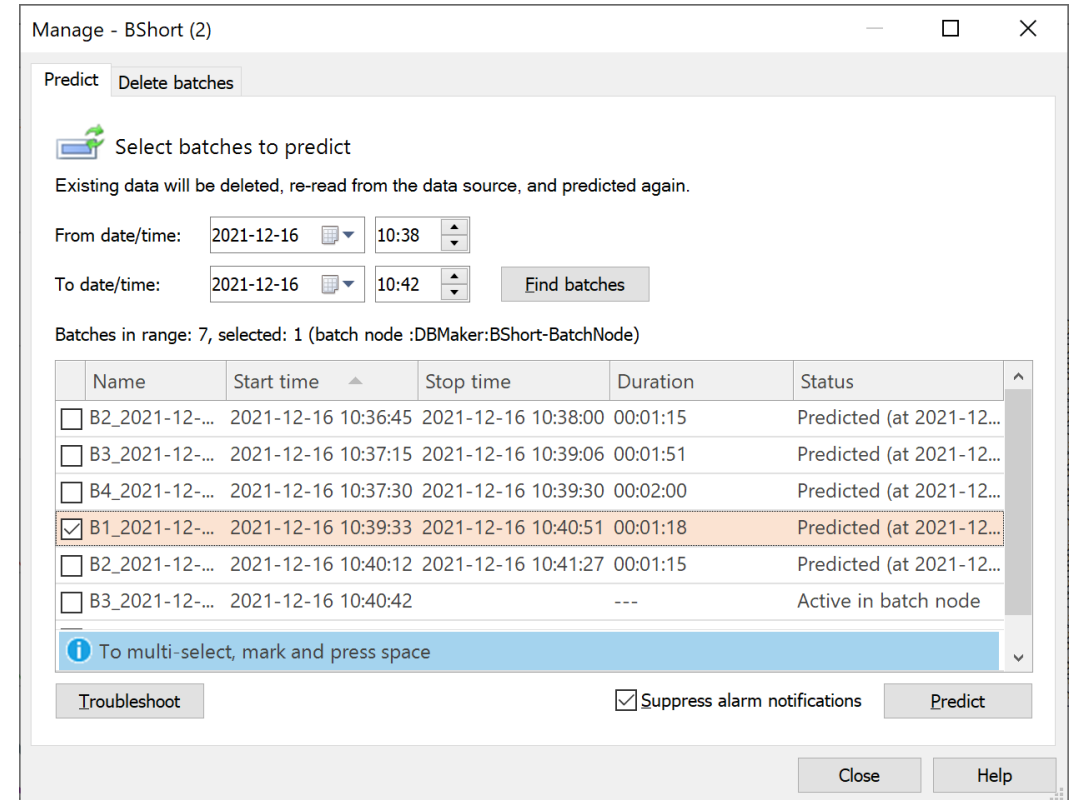 Manage - BShort (2)
Predict Delete batches
Select batches to predict
Existing data will be deleted, re-read from the data source, and predicted again.
From date/time: 2021-12-16 10:38
To date/time: 2021-12-16 10:42 Find batches
Batches in range: 7, selected: 1 (batch node :DBMaker:BShort-BatchNode)
Name Start time Stop time Duration Status
B2_2021-12-... 2021-12-16 10:36:45 2021-12-16 10:38:00 00:01:15 Predicted (at 2021-12...
B3_2021-12-... 2021-12-16 10:37:15 2021-12-16 10:39:06 00:01:51 Predicted (at 2021-12...
B4_2021-12-... 2021-12-16 10:37:30 2021-12-16 10:39:30 00:02:00 Predicted (at 2021-12...
B1_2021-12-... 2021-12-16 10:39:33 2021-12-16 10:40:51 00:01:18 Predicted (at 2021-12...
B2_2021-12-... 2021-12-16 10:40:12 2021-12-16 10:41:27 00:01:15 Predicted (at 2021-12...
B3_2021-12-... 2021-12-16 10:40:42 --- Active in batch node
To multi-select, mark and press space
Troubleshoot Suppress alarm notifications Predict
Close Help